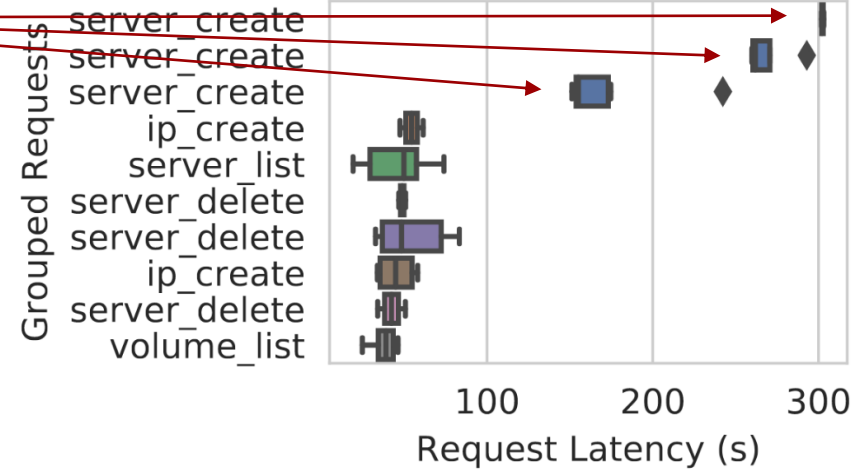 Grouped Requests
server_create
server_create
server_create
ip_create
server_list
server_delete
server_delete
ip_create
server_delete
volume_list
100 200 300
Request Latency (s)